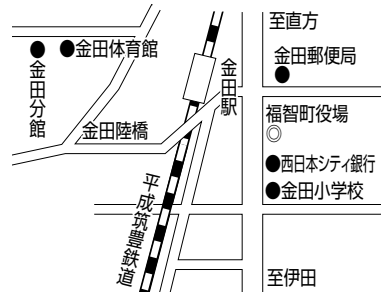 至直方
金田郵便局
金田体育館
金田分館
金田駅
福智町役場
金田陸橋
西日本シティ銀行
金田小学校
平成筑豊鉄道
至伊田